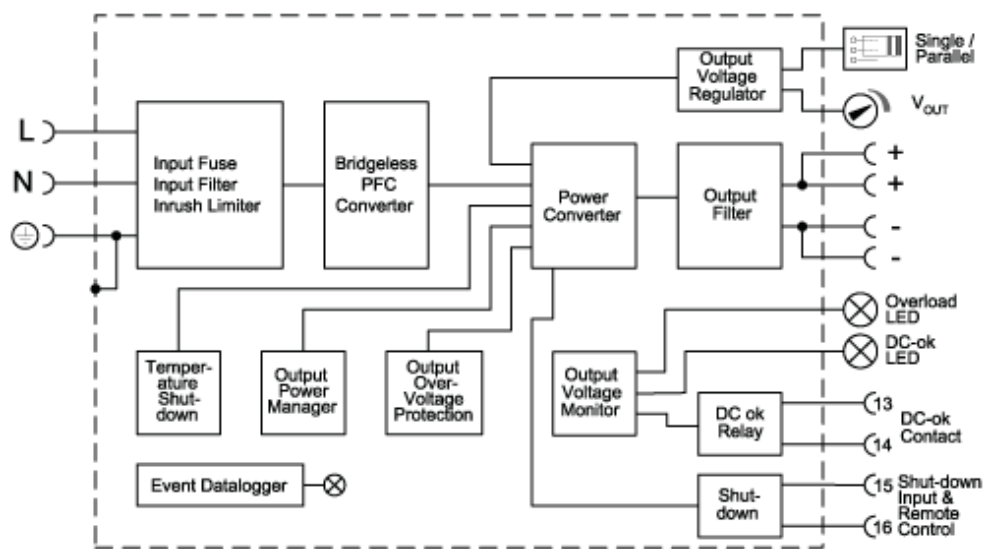 Single /
Parallel
Output
Voltage
Regulator
V_OUT
L
N
Input Fuse
Input Filter
Inrush Limiter
Bridgeless
PFC
Converter
Power
Converter
Output
Filter
+
+
-
-
Overload
LED
DC-ok
LED
Temper-
ature
Shut-
down
Output
Power
Manager
Output
Over-
Voltage
Protection
Output
Voltage
Monitor
DC ok
Relay
13
14
DC-ok
Contact
Event Datalogger
Shut-
down
15
16
Shut-down
Input &
Remote
Control